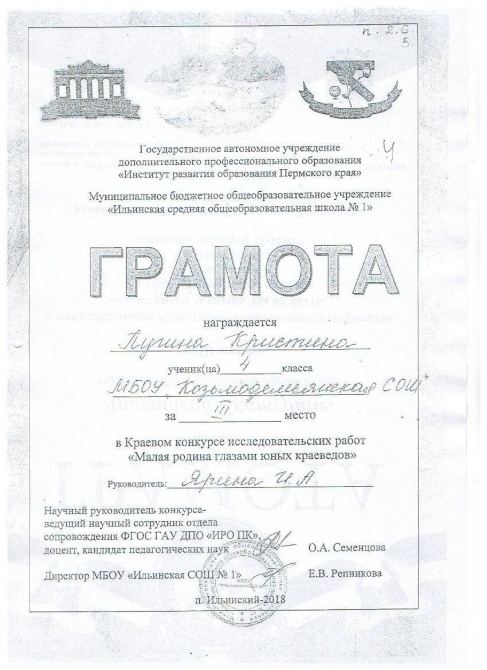 п. 2.6.
5.
Государственное автономное учреждение
дополнительного профессионального образования
«Институт развития образования Пермского края»
Ч
Муниципальное бюджетное общеобразовательное учреждение
«Ильинская средняя общеобразовательная школа № 1»
ГРАМОТА
награждается
Пугина Кристина
ученик(ца) 4 класса
МБОУ „Козьмодемьянская СОШ"
за III место
в Краевом конкурсе исследовательских работ
«Малая родина глазами юных краеведов»
Руководитель: Ярина И.А.
Научный руководитель конкурса-
ведущий научный сотрудник отдела
сопровождения ФГОС ГАУ ДПО «ИРО ПК»,
доцент, кандидат педагогических наук О.А. Семенцова
Директор МБОУ «Ильинская СОШ № 1» Е.В. Репникова
п. Ильинский-2018